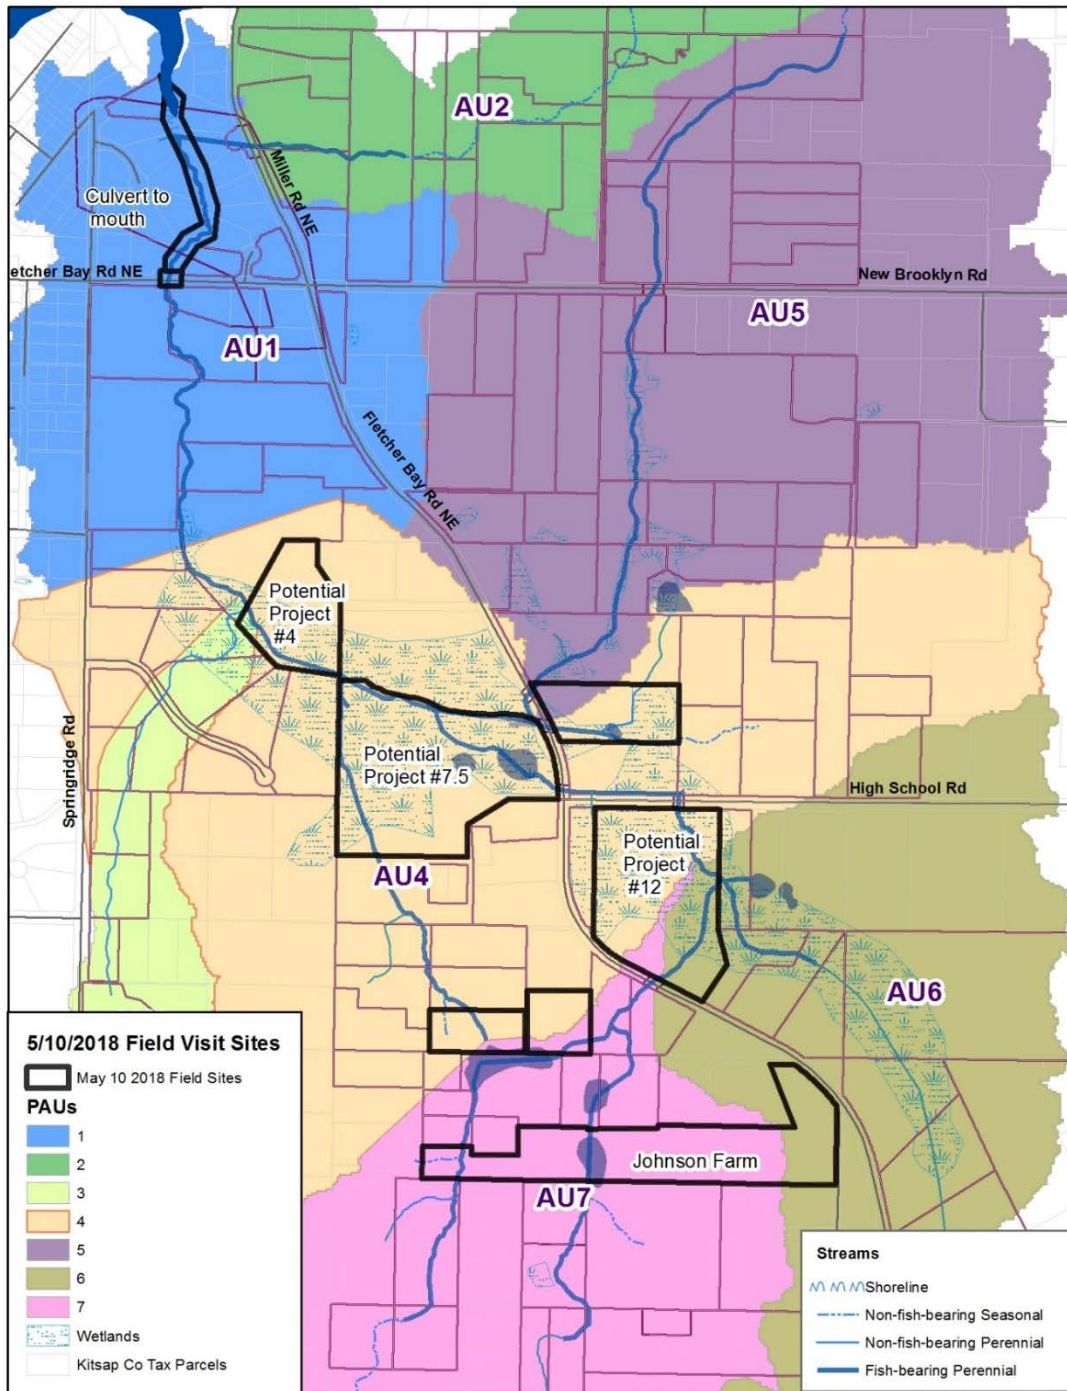 AU2
Miller Rd NE
Culvert to
mouth
etcher Bay Rd NE
New Brooklyn Rd
AU5
AU1
Fletcher Bay Rd NE
Potential
Project
#4
Potential
Project #7.5
Springridge Rd
High School Rd
Potential
Project
#12
AU4
AU6
Johnson Farm
AU7
5/10/2018 Field Visit Sites
May 10 2018 Field Sites
PAUs
1
2
3
4
5
6
7
Wetlands
Kitsap Co Tax Parcels
Streams
Shoreline
Non-fish-bearing Seasonal
Non-fish-bearing Perennial
Fish-bearing Perennial